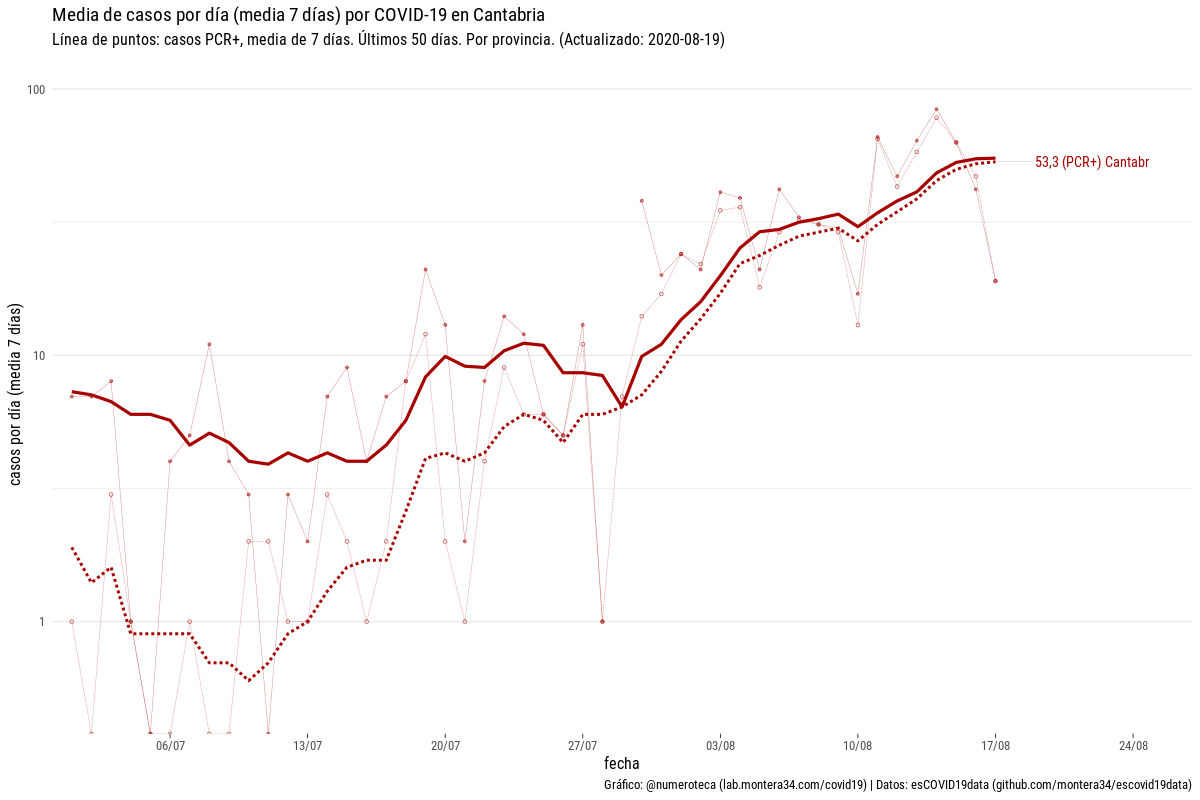 Media de casos por día (media 7 días) por COVID-19 en Cantabria
Línea de puntos: casos PCR+, media de 7 días. Últimos 50 días. Por provincia. (Actualizado: 2020-08-19)
casos por día (media 7 días)
100
10
1
53,3 (PCR+) Cantabr
06/07
13/07
20/07
27/07
03/08
10/08
17/08
24/08
fecha
Gráfico: @numeroteca (lab.montera34.com/covid19) | Datos: esCOVID19data (github.com/montera34/escovid19data)